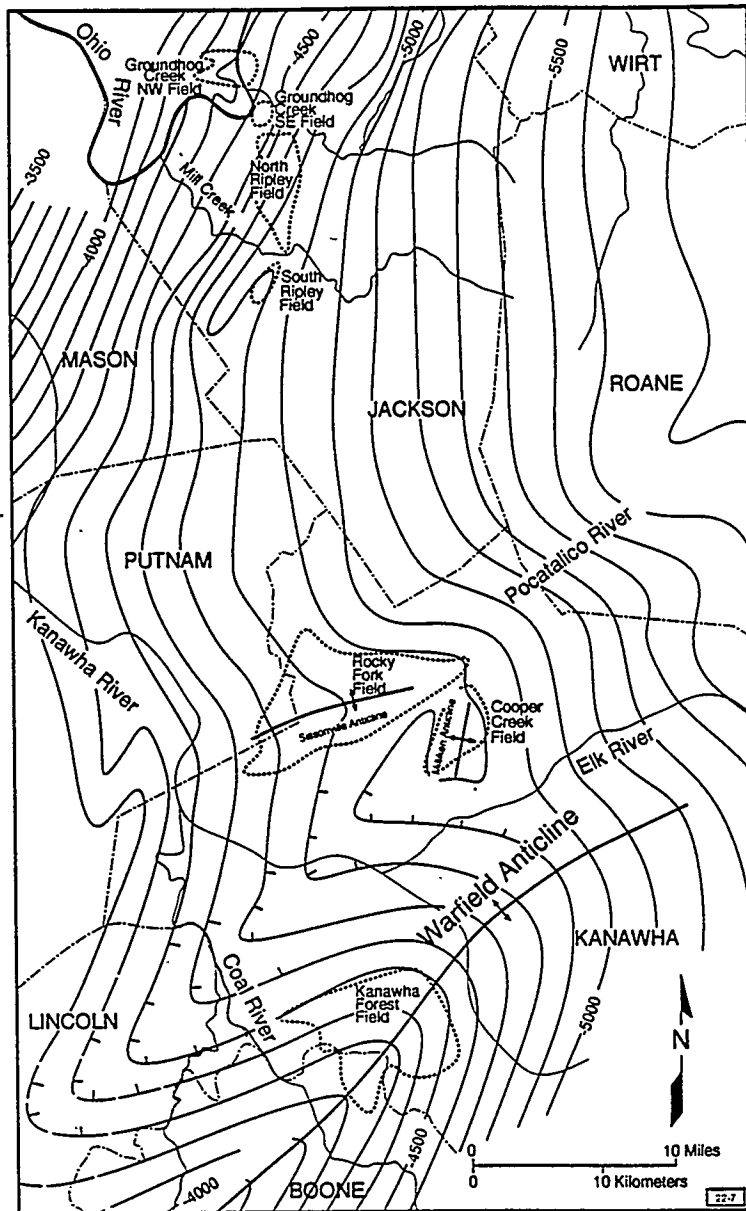 Ohio
River
Groundhog
Creek
NW Field
-4500
-5000
-5500
WIRT
Groundhog
Creek
SE Field
-3500
North
Ripley
Field
Mill Creek
-4000
South
Ripley
Field
MASON
JACKSON
ROANE
PUTNAM
Pocatalico River
Kanawha River
Rocky
Fork
Field
Sissonville Anticline
Milliken Anticline
Cooper
Creek
Field
Elk River
Warfield Anticline
KANAWHA
Coal River
Kanawha
Forest
Field
LINCOLN
-5000
N
-4500
-4000
BOONE
0 10 Miles
0 10 Kilometers
22-7